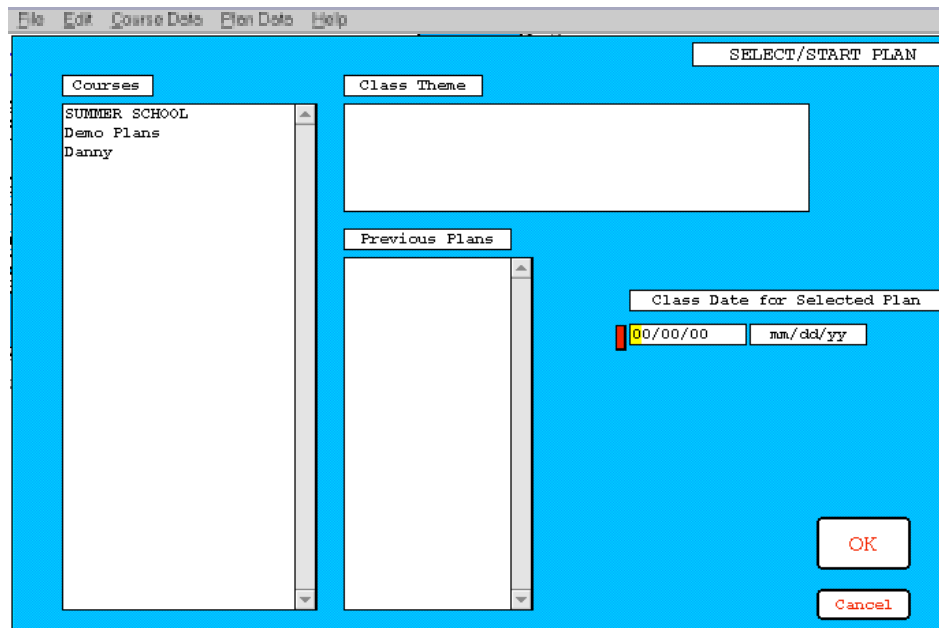 File Edit Course Data Plan Data Help
SELECT/START PLAN
Courses
Class Theme
SUMMER SCHOOL
Demo Plans
Danny
Previous Plans
Class Date for Selected Plan
00/00/00 mm/dd/yy
OK
Cancel